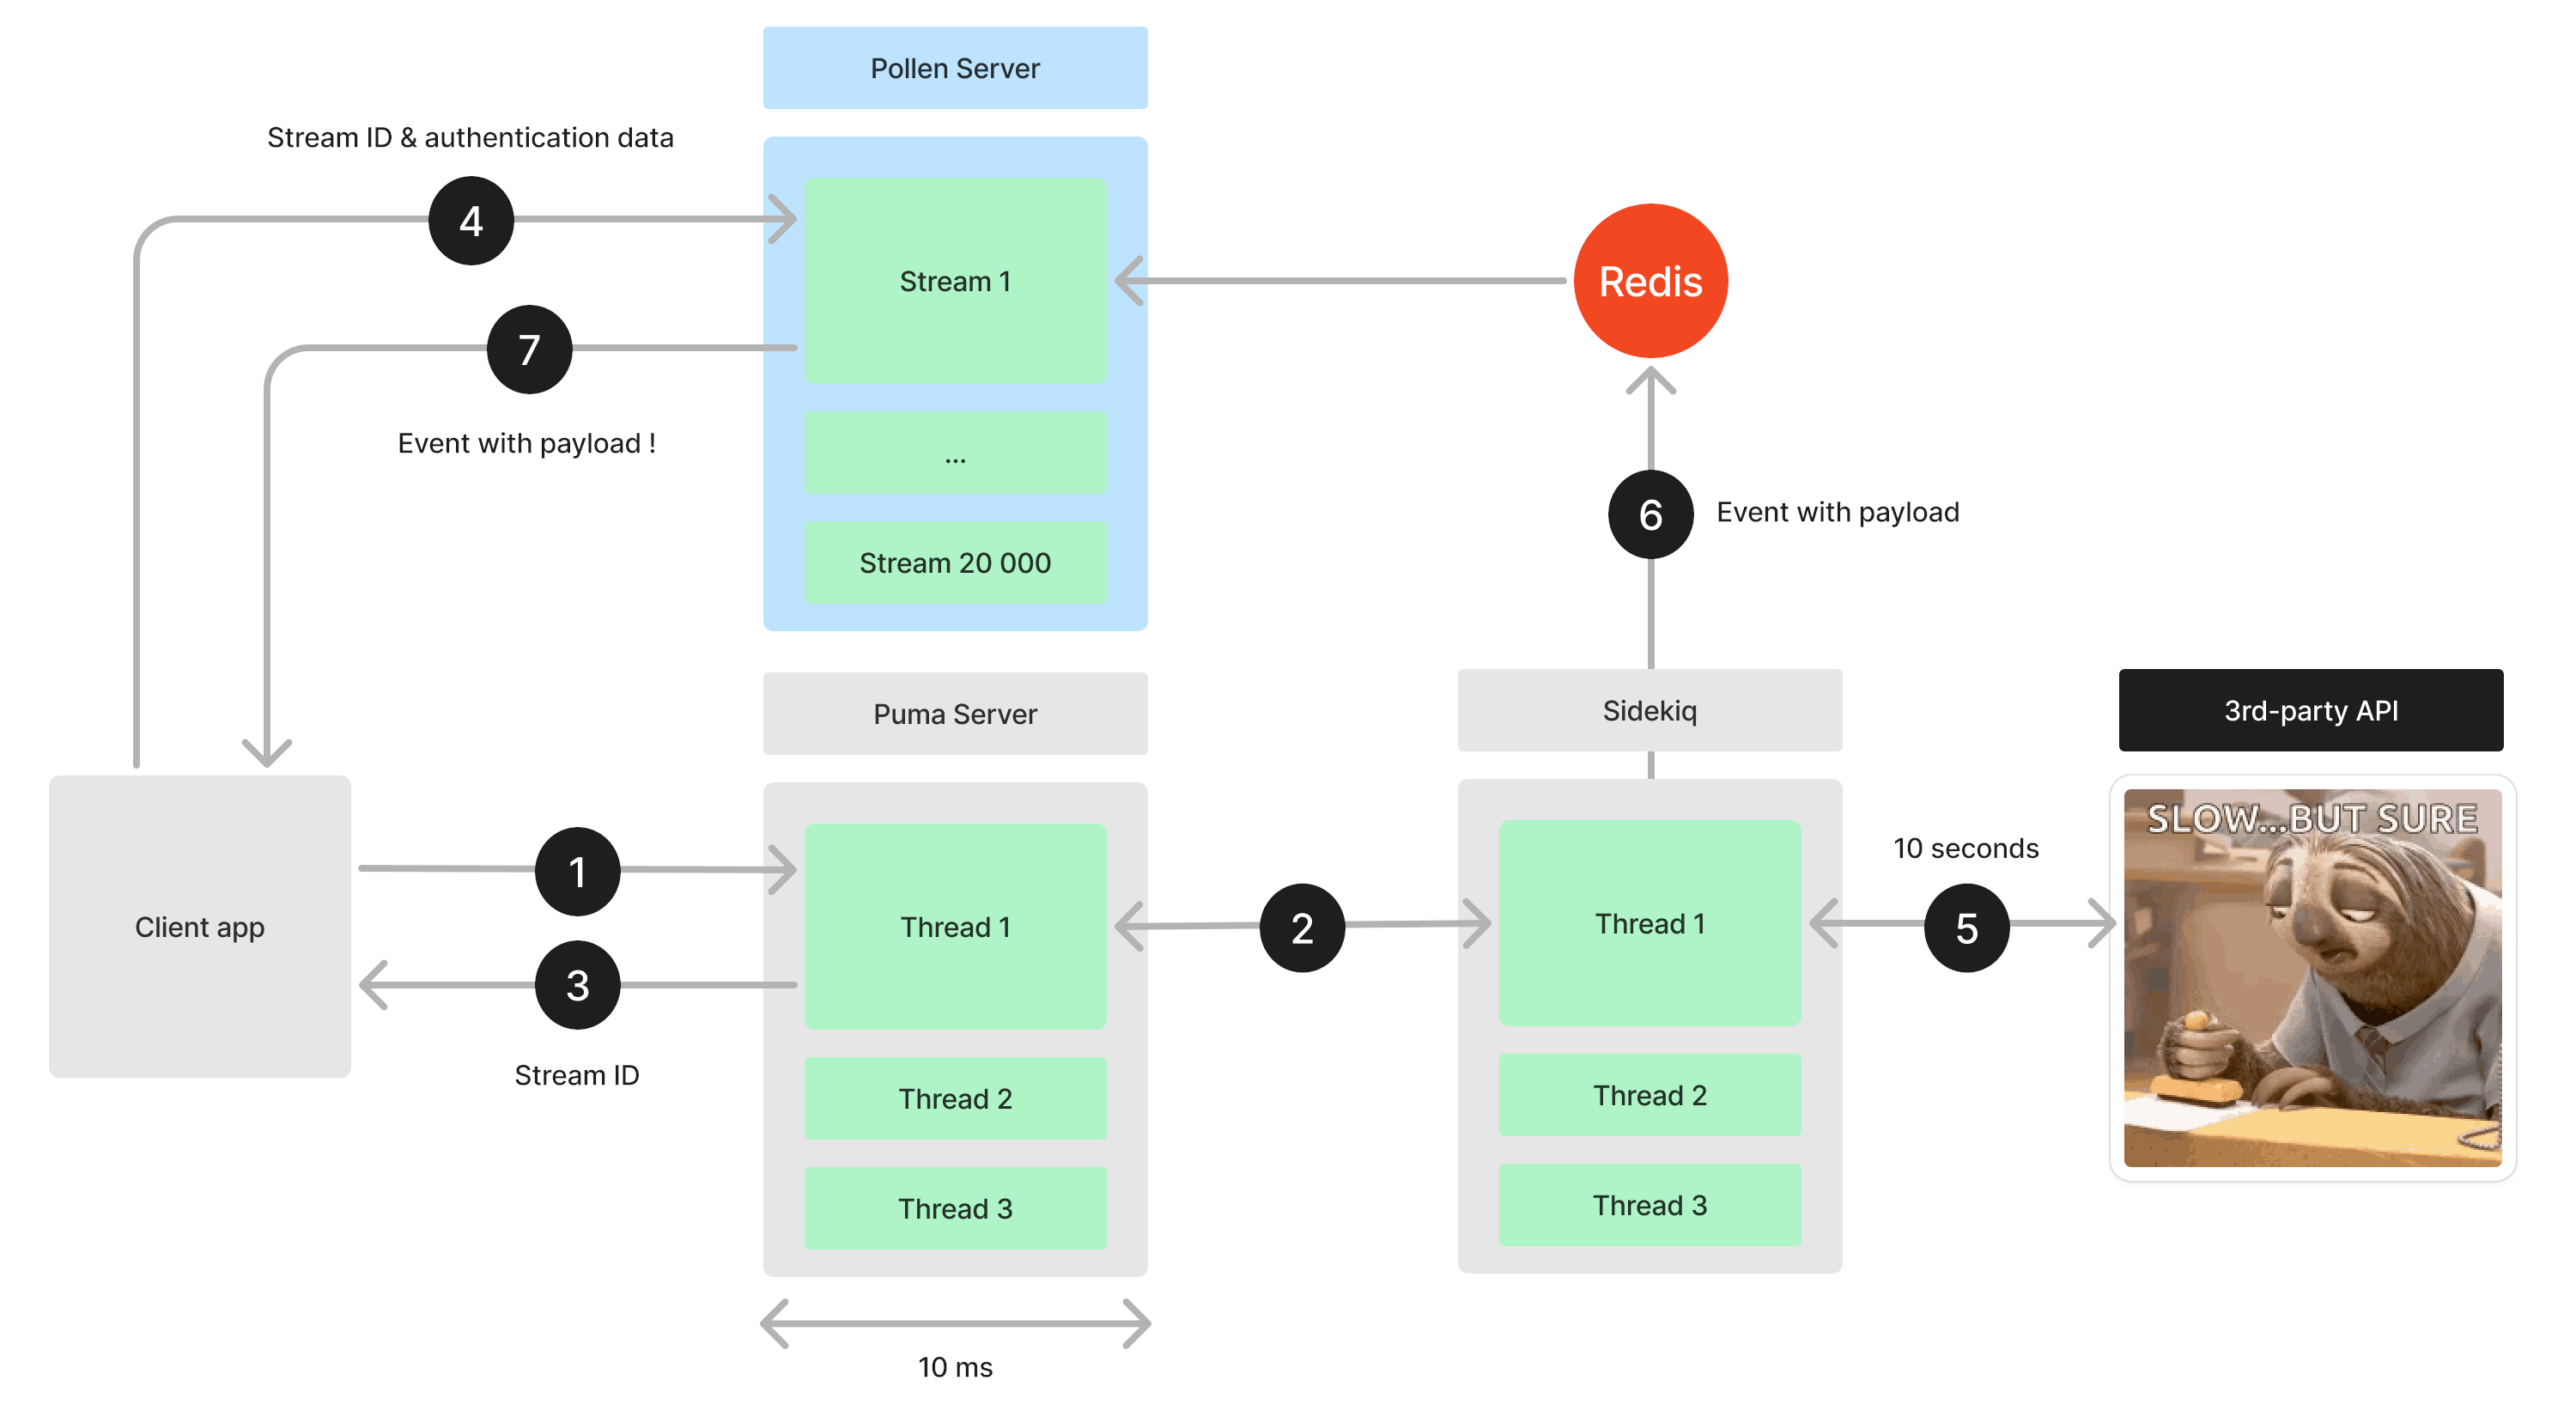 Pollen Server
Stream ID & authentication data
4
Stream 1
Redis
7
Event with payload !
...
6
Event with payload
Stream 20 000
Puma Server
Sidekiq
3rd-party API
SLOW...BUT SURE
10 seconds
1
Client app
Thread 1
2
Thread 1
5
3
Stream ID
Thread 2
Thread 2
Thread 3
Thread 3
10 ms